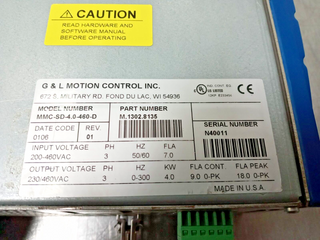 CAUTION
READ HARDWARE AND
SOFTWARE MANUAL
BEFORE OPERATING
G & L MOTION CONTROL INC.
672 S. MILITARY RD. FOND DU LAC, WI 54935
MODEL NUMBER PART NUMBER
MMC-SD-4.0-460-D M.1302.8135
SERIAL NUMBER
N40011
DATE CODE REV.
0106 01
INPUT VOLTAGE PH HZ FLA
200-460VAC 3 50/60 7.0
OUTPUT VOLTAGE PH HZ FLA FLA CONT FLA PEAK
230/460VAC 3 0-300 4.0 9.0 0-PK 18.0 0-PK
MADE IN U.S.A.